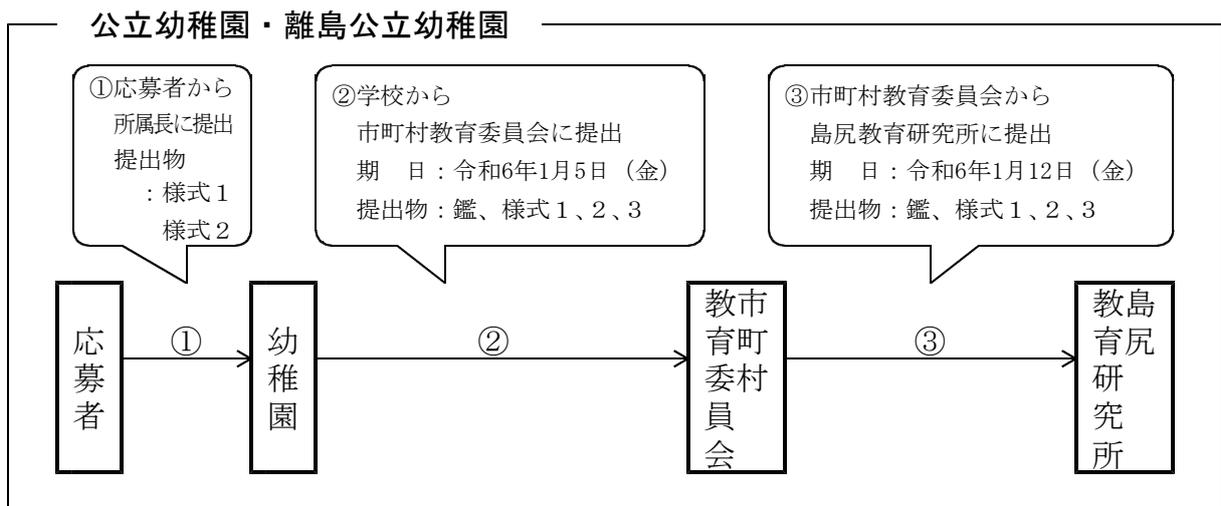 公立幼稚園・離島公立幼稚園
①応募者から
所属長に提出
提出物
：様式１
様式２
②学校から
市町村教育委員会に提出
期　日：令和6年1月5日（金）
提出物：鑑、様式１、２、３
③市町村教育委員会から
島尻教育研究所に提出
期　日：令和6年1月12日（金）
提出物：鑑、様式１、２、３
応募者
①
幼稚園
②
市町村
教育委員会
③
島尻
教育研究所